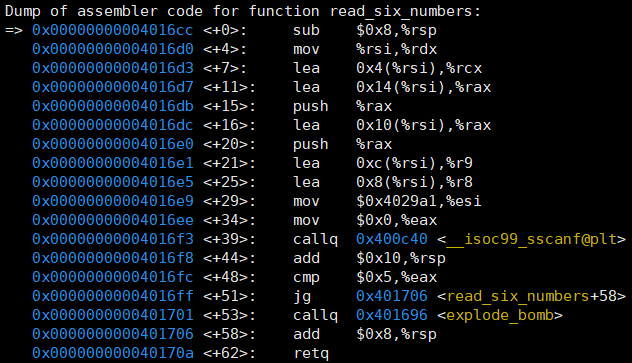 Dump of assembler code for function read_six_numbers:
=> 0x00000000004016cc <+0>:     sub    $0x8,%rsp
   0x00000000004016d0 <+4>:     mov    %rsi,%rdx
   0x00000000004016d3 <+7>:     lea    0x4(%rsi),%rcx
   0x00000000004016d7 <+11>:    lea    0x14(%rsi),%rax
   0x00000000004016db <+15>:    push   %rax
   0x00000000004016dc <+16>:    lea    0x10(%rsi),%rax
   0x00000000004016e0 <+20>:    push   %rax
   0x00000000004016e1 <+21>:    lea    0xc(%rsi),%r9
   0x00000000004016e5 <+25>:    lea    0x8(%rsi),%r8
   0x00000000004016e9 <+29>:    mov    $0x4029a1,%esi
   0x00000000004016ee <+34>:    mov    $0x0,%eax
   0x00000000004016f3 <+39>:    callq  0x400c40 <__isoc99_sscanf@plt>
   0x00000000004016f8 <+44>:    add    $0x10,%rsp
   0x00000000004016fc <+48>:    cmp    $0x5,%eax
   0x00000000004016ff <+51>:    jg     0x401706 <read_six_numbers+58>
   0x0000000000401701 <+53>:    callq  0x401696 <explode_bomb>
   0x0000000000401706 <+58>:    add    $0x8,%rsp
   0x000000000040170a <+62>:    retq